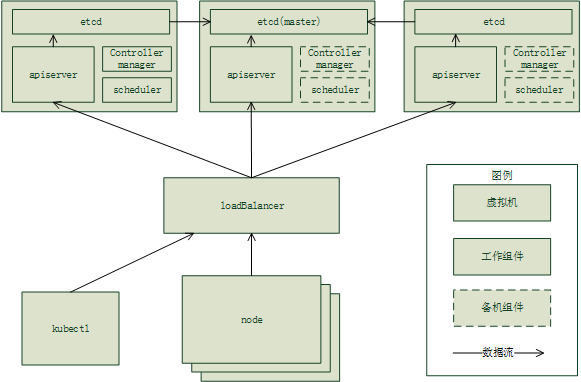 etcd
etcd(master)
etcd
apiserver
Controller
manager
scheduler
apiserver
Controller
manager
scheduler
apiserver
Controller
manager
scheduler
loadBalancer
kubectl
node
图例
虚拟机
工作组件
备机组件
数据流